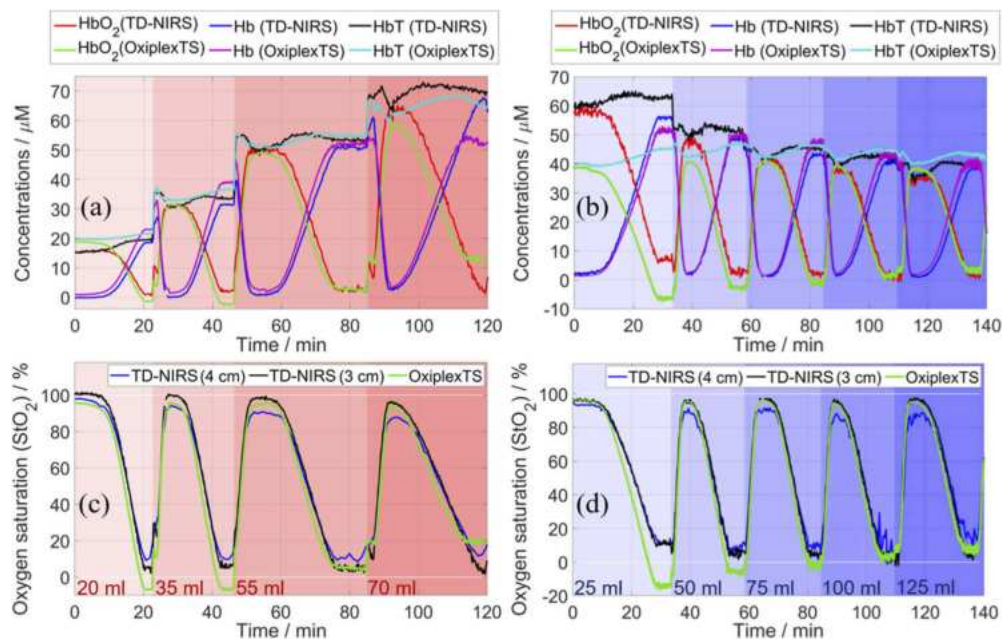 HbO2(TD-NIRS) Hb (TD-NIRS) HbT (TD-NIRS)
HbO2(OxiplexTS) Hb (OxiplexTS) HbT (OxiplexTS)
HbO2(TD-NIRS) Hb (TD-NIRS) HbT (TD-NIRS)
HbO2(OxiplexTS) Hb (OxiplexTS) HbT (OxiplexTS)
Concentrations / μM
70
60
50
40
30
20
10
0
(a)
0 20 40 60 80 100 120
Time / min
Concentrations / μM
70
60
50
40
30
20
10
0
-10
(b)
0 20 40 60 80 100 120 140
Time / min
Oxygen saturation (StO2) / %
100
80
60
40
20
0
TD-NIRS (4 cm) TD-NIRS (3 cm) OxiplexTS
(c)
20 ml 35 ml 55 ml 70 ml
0 20 40 60 80 100 120
Time / min
Oxygen saturation (StO2) / %
100
80
60
40
20
0
-20
TD-NIRS (4 cm) TD-NIRS (3 cm) OxiplexTS
(d)
25 ml 50 ml 75 ml 100 ml 125 ml
0 20 40 60 80 100 120 140
Time / min